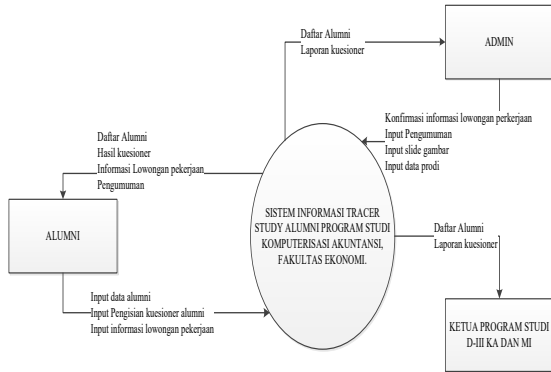 Daftar Alumni
Laporan kuesioner
ADMIN
Konfirmasi informasi lowongan perkerjaan
Input Pengumuman
Input slide gambar
Input data prodi
Daftar Alumni
Hasil kuesioner
Informasi Lowongan pekerjaan
Pengumuman
ALUMNI
SISTEM INFORMASI TRACER
STUDY ALUMNI PROGRAM STUDI
KOMPUTERISASI AKUNTANSI,
FAKULTAS EKONOMI.
Daftar Alumni
Laporan kuesioner
Input data alumni
Input Pengisian kuesioner alumni
Input informasi lowongan pekerjaan
KETUA PROGRAM STUDI
D-III KA DAN MI